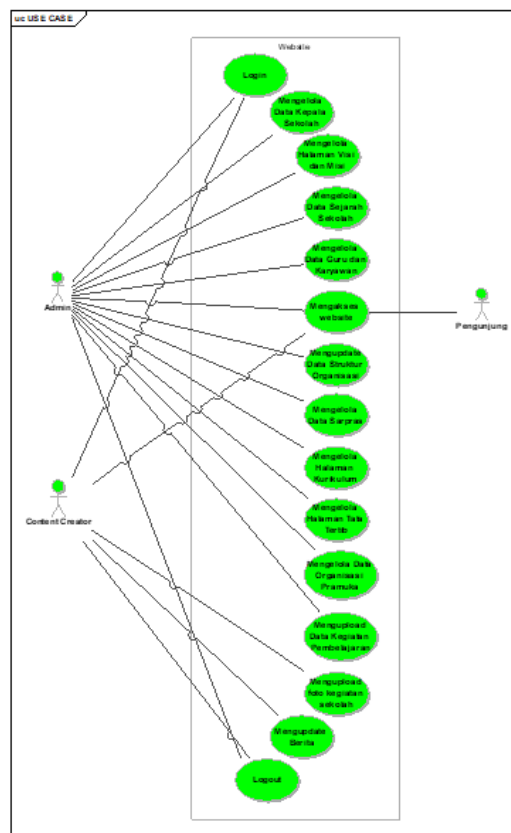 uc USE CASE
Website
Login
Mengelola
Data Kepala
Sekolah
Mengelola
Halaman Visi
dan Misi
Mengelola
Data Sejarah
Sekolah
Mengelola
Data Guru dan
Karyawan
Admin
Mengakses
website
Pengunjung
Mengupdate
Data Struktur
Organisasi
Mengelola
Data Sarpras
Mengelola
Halaman
Kurikulum
Content Creator
Mengelola
Halaman Tata
Tertib
Mengelola Data
Organisasi
Pramuka
Mengupload
Data Kegiatan
Pembelajaran
Mengupload
foto kegiatan
sekolah
Mengupdate
Berita
Logout